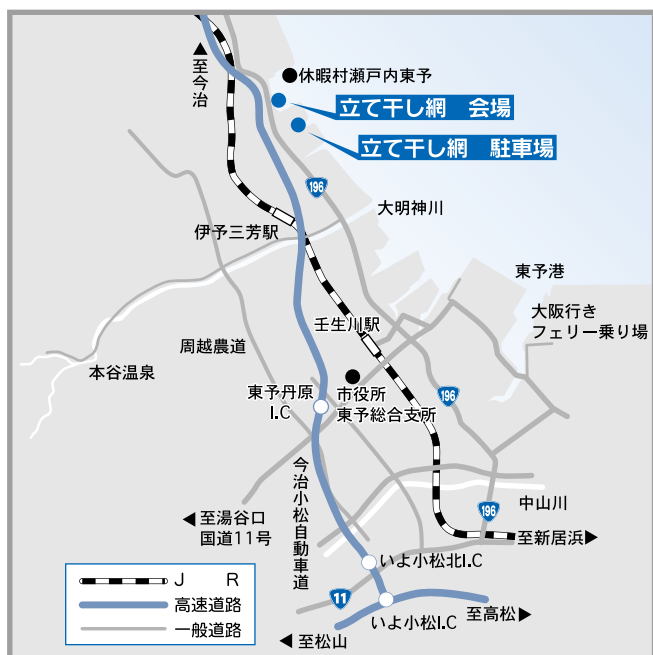 ▲至今治
休暇村瀬戸内東予
立て干し網　会場
立て干し網　駐車場
196
大明神川
伊予三芳駅
東予港
大阪行き
フェリー乗り場
壬生川駅
周越農道
本谷温泉
東予丹原
I.C
市役所
東予総合支所
196
今治小松自動車道
中山川
196
◀至湯谷口
国道11号
至新居浜▶
いよ小松北I.C
11
至高松▶
いよ小松I.C
◀至松山
J　R
高速道路
一般道路